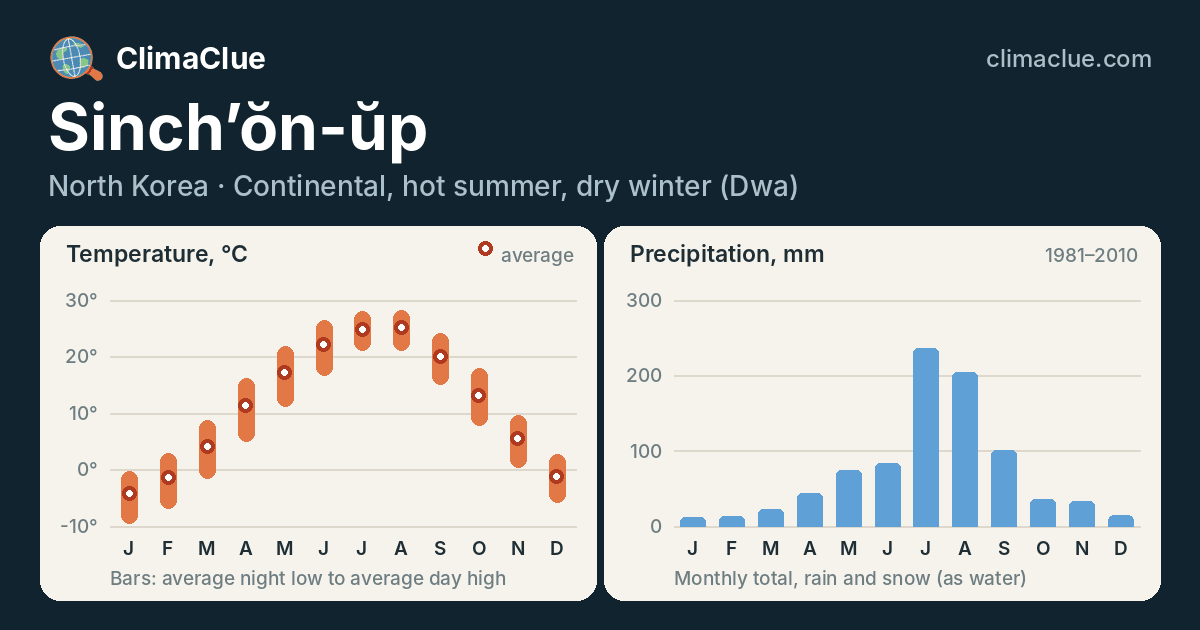 ClimaClue
climaclue.com
Sinch’ŏn-ŭp
North Korea · Continental, hot summer, dry winter (Dwa)
Temperature, °C
average
30°
20°
10°
0°
-10°
J F M A M J J A S O N D
Bars: average night low to average day high
Precipitation, mm
1981–2010
300
200
100
0
J F M A M J J A S O N D
Monthly total, rain and snow (as water)